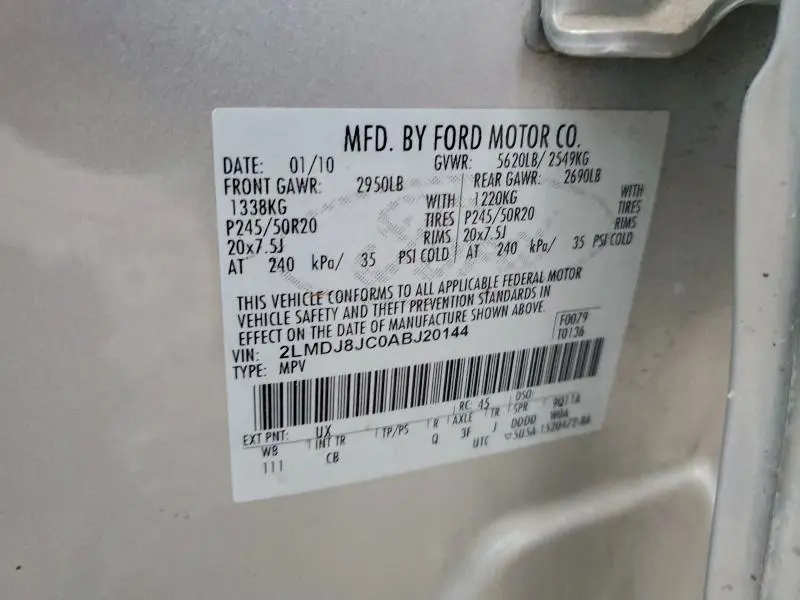 MFD. BY FORD MOTOR CO.
DATE: 01/10 GVWR: 5620LB/ 2549KG
FRONT GAWR: 2950LB REAR GAWR: 2690LB
1338KG WITH 1220KG WITH
P245/50R20 TIRES P245/50R20 TIRES
20x7.5J RIMS 20x7.5J RIMS
AT 240 kPa/ 35 PSI COLD AT 240 kPa/ 35 PSI COLD
THIS VEHICLE CONFORMS TO ALL APPLICABLE FEDERAL MOTOR
VEHICLE SAFETY AND THEFT PREVENTION STANDARDS IN
EFFECT ON THE DATE OF MANUFACTURE SHOWN ABOVE.
VIN: 2LMDJ8JC0ABJ20144 F0079
TYPE: MPV T0136
EXT PNT: UX RC: 45 DSO:
WB INT TR TP/PS R AXLE TR SPR
111 CB Q 3F J DDDD
UTC